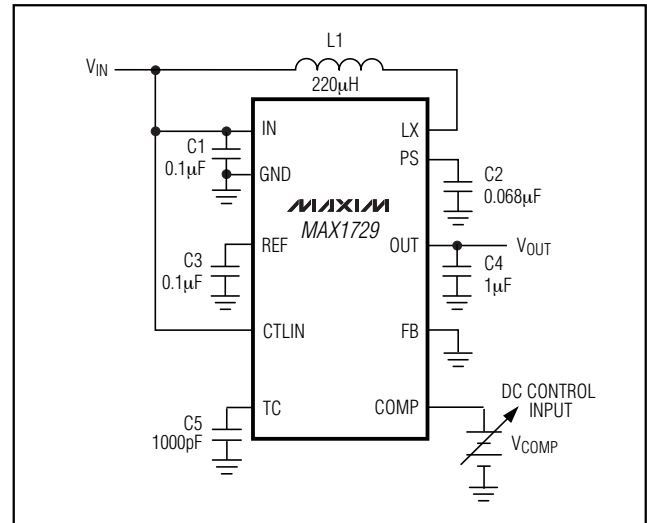 L1
220µH
VIN
IN
LX
C1
0.1µF
PS
C2
0.068µF
GND
MAXIM
MAX1729
REF
OUT
VOUT
C3
0.1µF
C4
1µF
CTLIN
FB
TC
COMP
DC CONTROL
INPUT
C5
1000pF
VCOMP